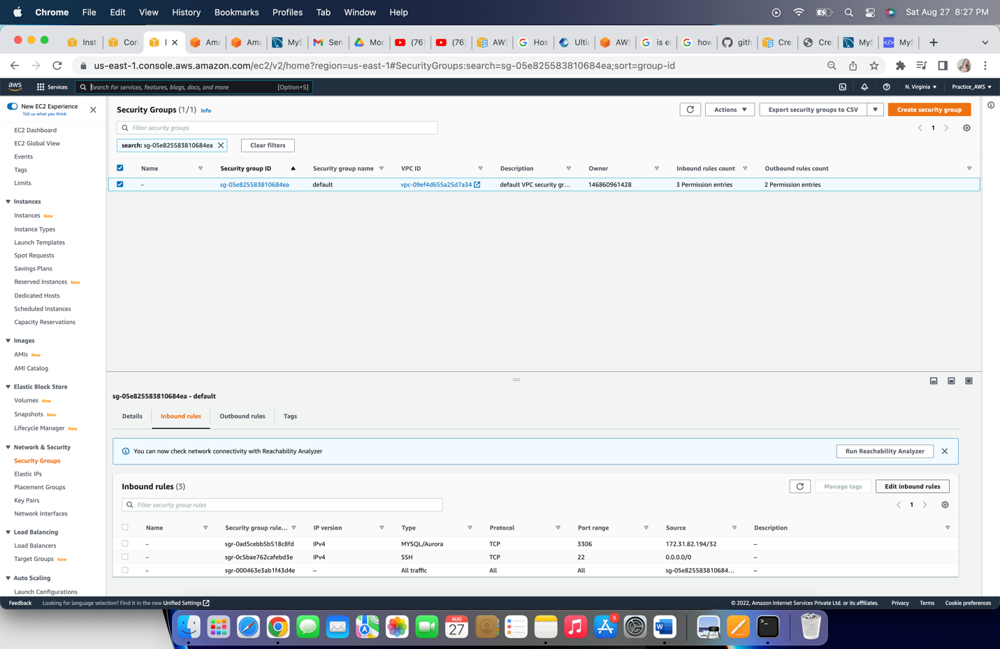 Chrome File Edit View History Bookmarks Profiles Tab Window Help Sat Aug 27 8:27 PM
Inst Con I Ama Ama MyS Sen Moc (76) (76) AWS Hos Ultin AWS is el how gith Cre Cre MyS MyS
us-east-1.console.aws.amazon.com/ec2/v2/home?region=us-east-1#SecurityGroups:search=sg-05e825583810684ea;sort=group-id
aws Services Search for services, features, blogs, docs, and more [Option+S] N. Virginia Practice_AWS
New EC2 Experience
Tell us what you think
EC2 Dashboard
EC2 Global View
Events
Tags
Limits
Instances
Instances New
Instance Types
Launch Templates
Spot Requests
Savings Plans
Reserved Instances New
Dedicated Hosts
Scheduled Instances
Capacity Reservations
Images
AMIs New
AMI Catalog
Elastic Block Store
Volumes New
Snapshots New
Lifecycle Manager New
Network & Security
Security Groups
Elastic IPs
Placement Groups
Key Pairs
Network Interfaces
Load Balancing
Load Balancers
Target Groups New
Auto Scaling
Launch Configurations
Security Groups (1/1) Info Actions Export security groups to CSV Create security group
Filter security groups 1
search: sg-05e825583810684ea Clear filters
Name Security group ID Security group name VPC ID Description Owner Inbound rules count Outbound rules count
– sg-05e825583810684ea default vpc-09ef4d655a25d7a34 default VPC security gr... 146860961428 3 Permission entries 2 Permission entries
sg-05e825583810684ea - default
Details Inbound rules Outbound rules Tags
You can now check network connectivity with Reachability Analyzer Run Reachability Analyzer
Inbound rules (3) Manage tags Edit inbound rules
Filter security group rules 1
Name Security group rule... IP version Type Protocol Port range Source Description
– sgr-0ad5cebb5b518c8fd IPv4 MYSQL/Aurora TCP 3306 172.31.82.194/32 –
– sgr-0c5bae762cafebd3e IPv4 SSH TCP 22 0.0.0.0/0 –
– sgr-000463e3ab1f43d4e – All traffic All All sg-05e825583810684... –
Feedback Looking for language selection? Find it in the new Unified Settings © 2022, Amazon Internet Services Private Ltd. or its affiliates. Privacy Terms Cookie preferences
AUG
27
5
W